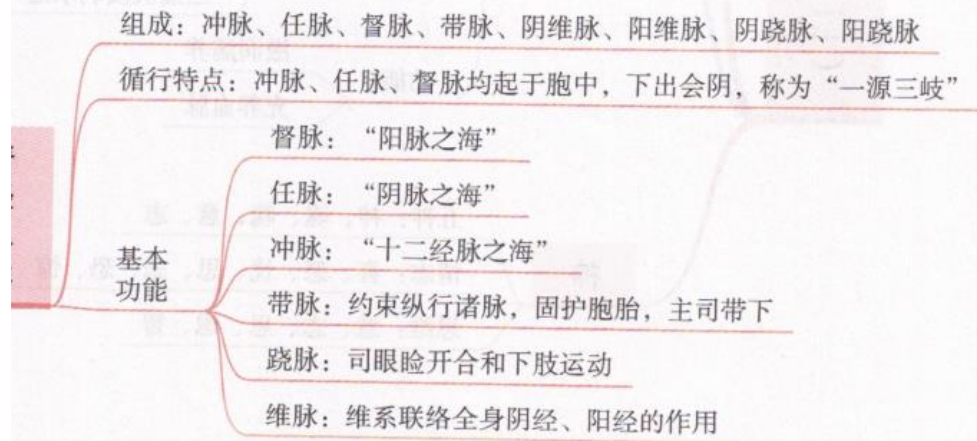 组成：冲脉、任脉、督脉、带脉、阴维脉、阳维脉、阴跷脉、阳跷脉
循行特点：冲脉、任脉、督脉均起于胞中，下出会阴，称为“一源三岐”
督脉：“阳脉之海”
任脉：“阴脉之海”
冲脉：“十二经脉之海”
基本
功能
带脉：约束纵行诸脉，固护胞胎，主司带下
跷脉：司眼睑开合和下肢运动
维脉：维系联络全身阴经、阳经的作用